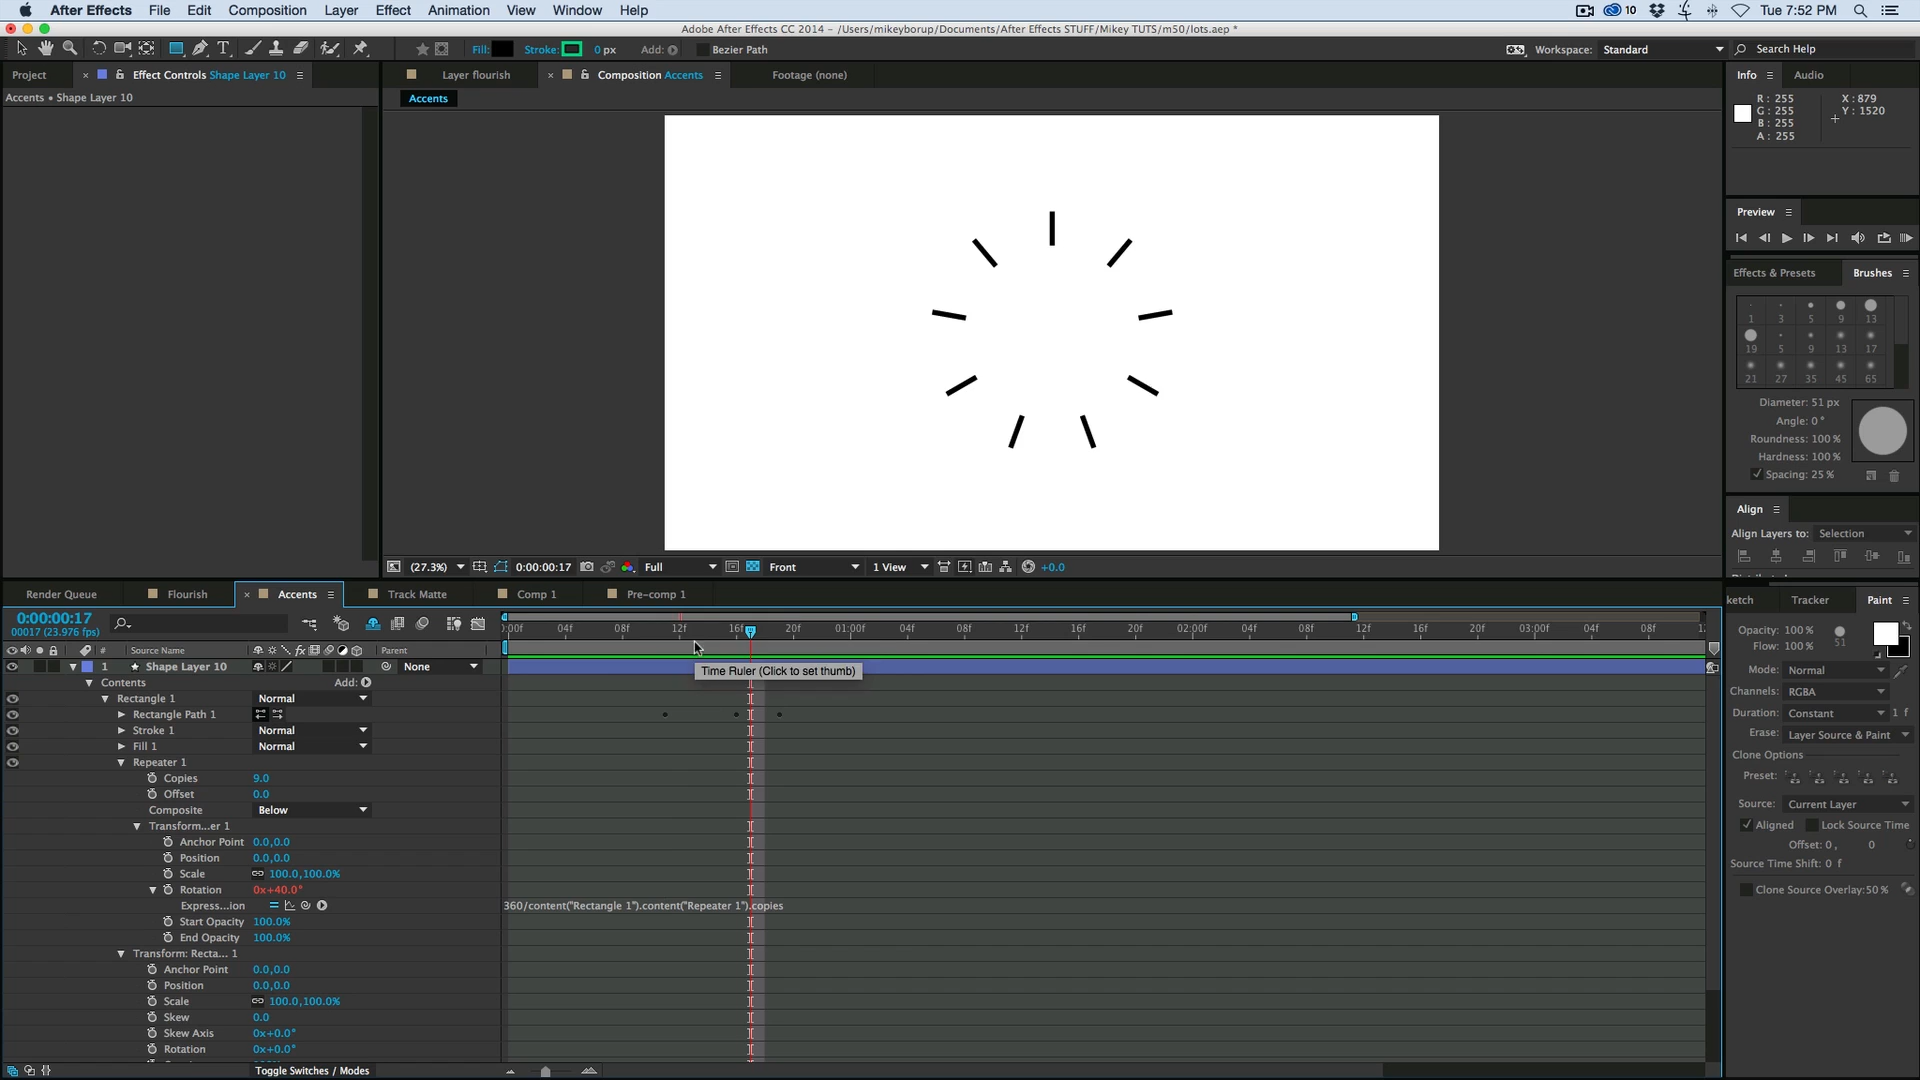 After Effects File Edit Composition Layer Effect Animation View Window Help 10 Tue 7:52 PM
Adobe After Effects CC 2014 - /Users/mikeyborup/Documents/After Effects STUFF/Mikey TUTS/m50/lots.aep *
Fill: Stroke: 0 px Add: Bezier Path Workspace: Standard Search Help
Project Effect Controls Shape Layer 10 Layer flourish Composition Accents Footage (none) Info Audio
Accents • Shape Layer 10 Accents
R: 255 X: 879
G: 255 Y: 1520
B: 255
A: 255
Preview
Effects & Presets Brushes
1 3 5 9 13
19 5 9 13 17
21 27 35 45 65
Diameter: 51 px
Angle: 0°
Roundness: 100 %
Hardness: 100 %
Spacing: 25 %
Align
Align Layers to: Selection
(27.3%) 0:00:00:17 Full Front 1 View +0.0
Render Queue Flourish Accents Track Matte Comp 1 Pre-comp 1
ketch Tracker Paint
0:00:00:17
00017 (23.976 fps)
:00f 04f 08f 12f 16f 20f 01:00f 04f 08f 12f 16f 20f 02:00f 04f 08f 12f 16f 20f 03:00f 04f 08f 12
Opacity: 100 %
Flow: 100 %
51
# Source Name Parent
1 Shape Layer 10 None
Time Ruler (Click to set thumb)
Contents Add:
Rectangle 1 Normal
Rectangle Path 1
Stroke 1 Normal
Fill 1 Normal
Repeater 1
Copies 9.0
Offset 0.0
Composite Below
Transform...er 1
Anchor Point 0.0,0.0
Position 0.0,0.0
Scale 100.0,100.0%
Rotation 0x+40.0°
Express...ion 360/content("Rectangle 1").content("Repeater 1").copies
Start Opacity 100.0%
End Opacity 100.0%
Transform: Recta... 1
Anchor Point 0.0,0.0
Position 0.0,0.0
Scale 100.0,100.0%
Skew 0.0
Skew Axis 0x+0.0°
Rotation 0x+0.0°
Toggle Switches / Modes
Mode: Normal
Channels: RGBA
Duration: Constant 1 f
Erase: Layer Source & Paint
Clone Options
Preset:
Source: Current Layer
Aligned Lock Source Time
Offset: 0 , 0
Source Time Shift: 0 f
Clone Source Overlay: 50 %